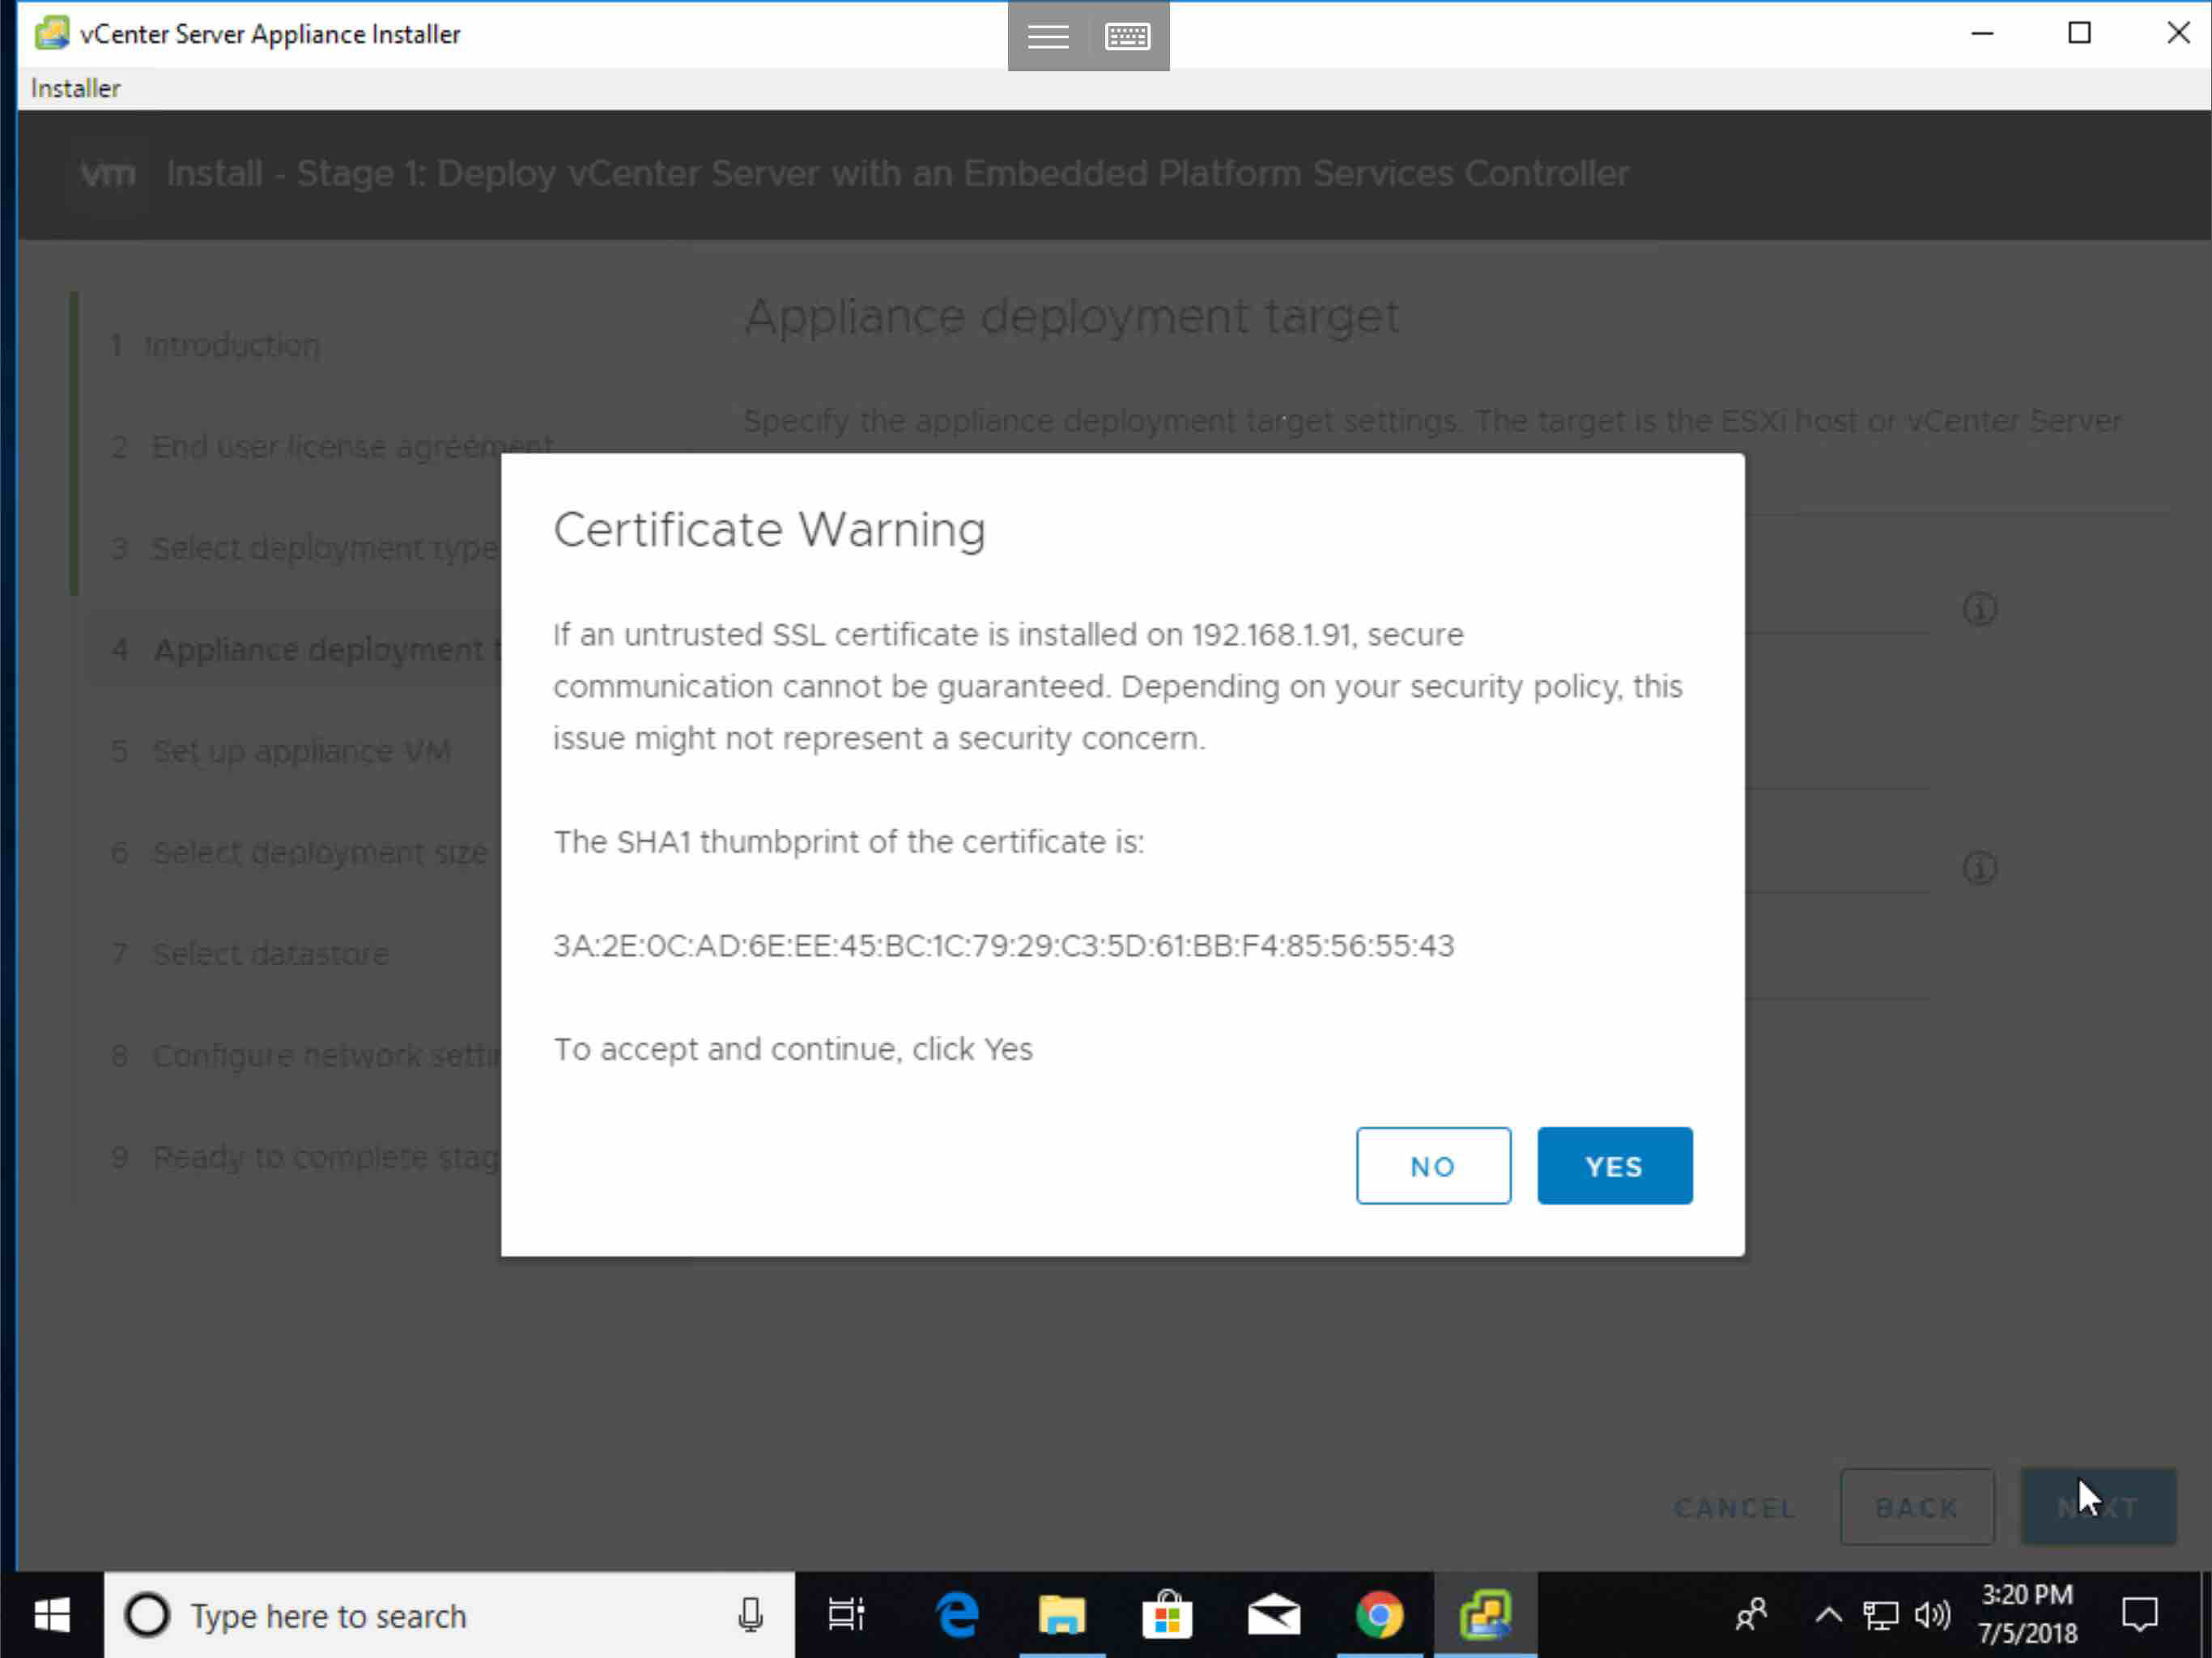 vCenter Server Appliance Installer
Installer
vm Install - Stage 1: Deploy vCenter Server with an Embedded Platform Services Controller
1 Introduction
2 End user license agreement
3 Select deployment type
4 Appliance deployment t
5 Set up appliance VM
6 Select deployment size
7 Select datastore
8 Configure network settin
9 Ready to complete stag
Appliance deployment target
Specify the appliance deployment target settings. The target is the ESXi host or vCenter Server
Certificate Warning
If an untrusted SSL certificate is installed on 192.168.1.91, secure
communication cannot be guaranteed. Depending on your security policy, this
issue might not represent a security concern.
The SHA1 thumbprint of the certificate is:
3A:2E:0C:AD:6E:EE:45:BC:1C:79:29:C3:5D:61:BB:F4:85:56:55:43
To accept and continue, click Yes
NO
YES
CANCEL
BACK
NEXT
Type here to search
3:20 PM
7/5/2018